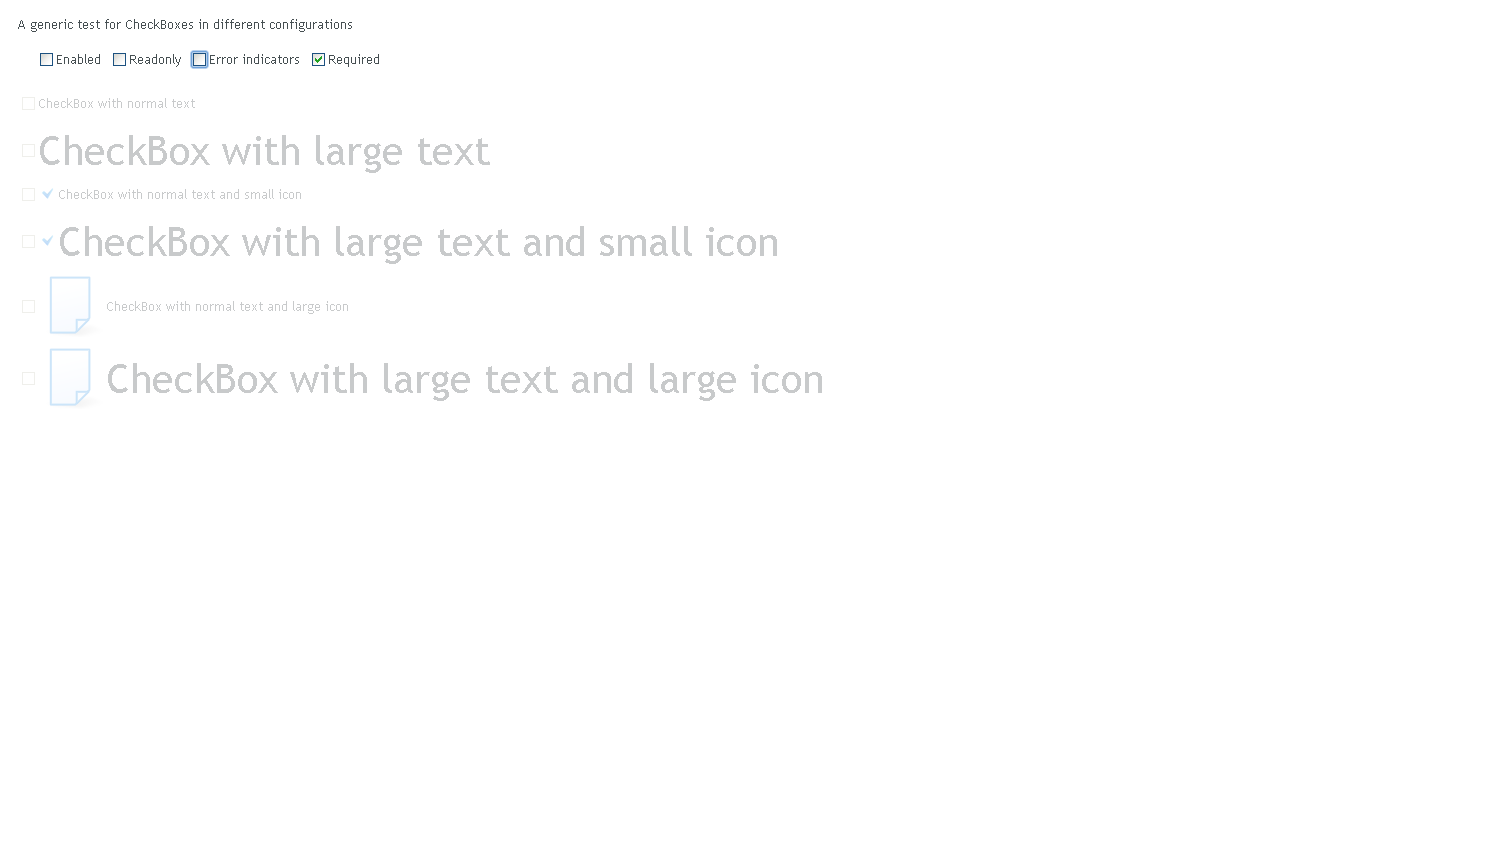 A generic test for CheckBoxes in different configurations
Enabled Readonly Error indicators Required
CheckBox with normal text
CheckBox with large text
CheckBox with normal text and small icon
CheckBox with large text and small icon
CheckBox with normal text and large icon
CheckBox with large text and large icon